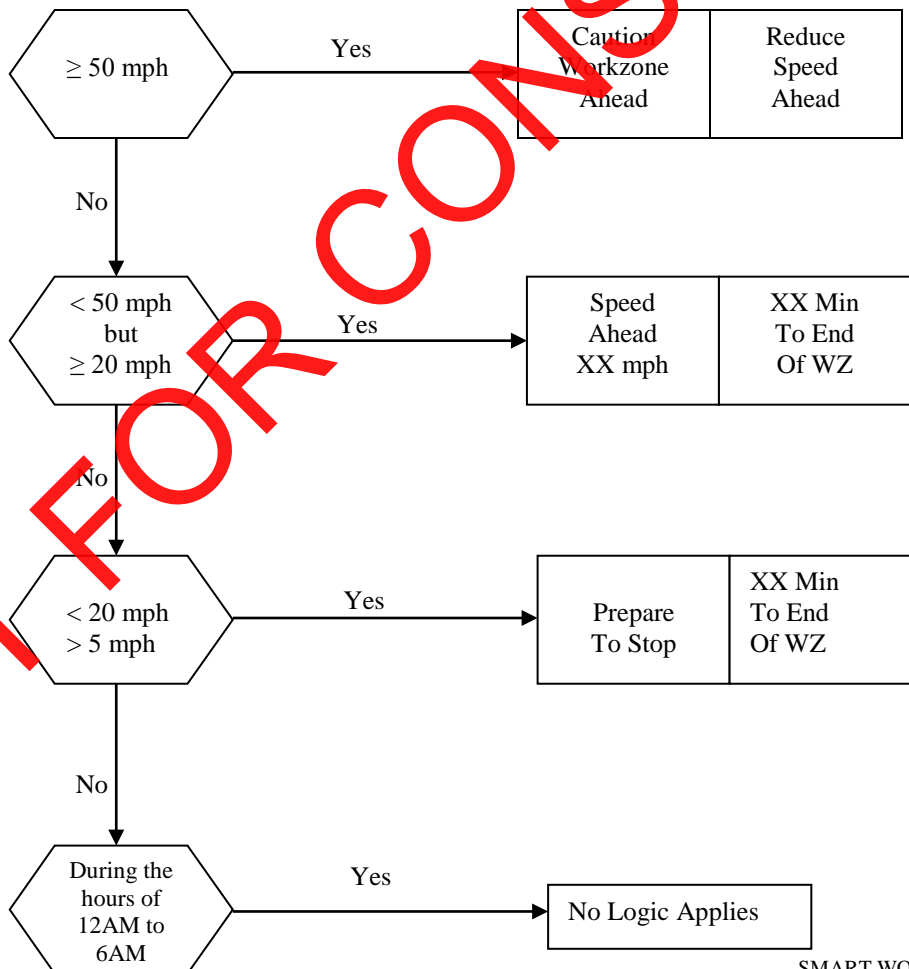 ≥ 50 mph
Yes
Caution
Workzone
Ahead
Reduce
Speed
Ahead
No
< 50 mph
but
≥ 20 mph
Yes
Speed
Ahead
XX mph
XX Min
To End
Of WZ
No
< 20 mph
> 5 mph
Yes
Prepare
To Stop
XX Min
To End
Of WZ
No
During the
hours of
12AM to
6AM
Yes
No Logic Applies
SMART WO
FOR CONS